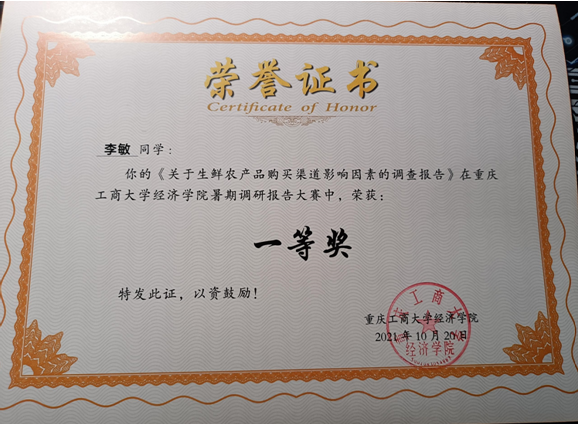 荣誉证书
Certificate of Honor
李敏 同学：
你的《关于生鲜农产品购买渠道影响因素的调查报告》在重庆
工商大学经济学院暑期调研报告大赛中，荣获：
一等奖
特发此证，以资鼓励！
重庆工商大学经济学院
2021年10月20日
经济学院